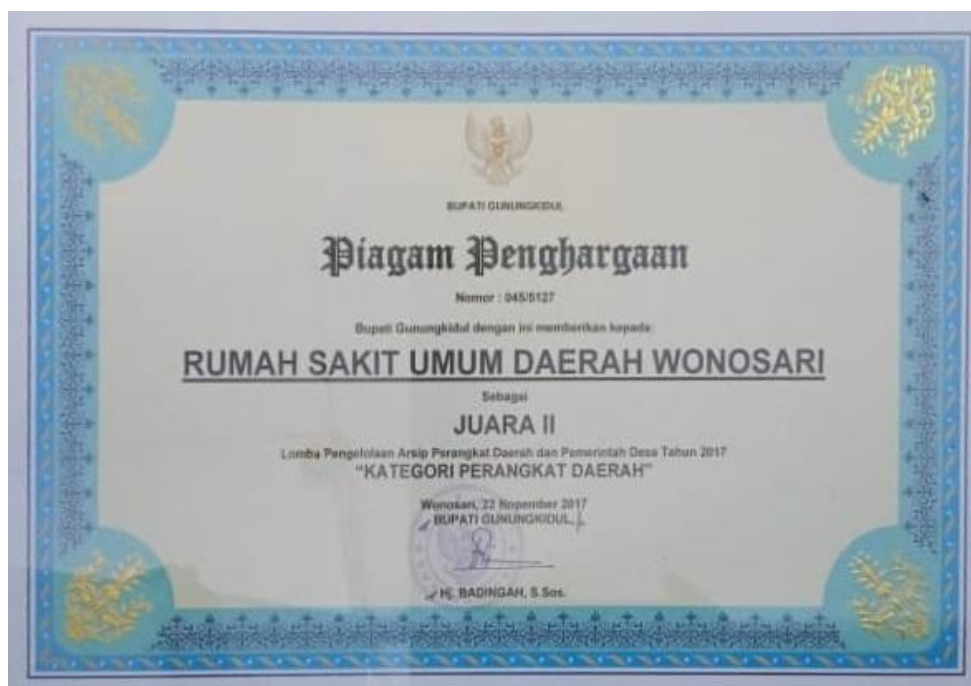 BUPATI GUNUNGKIDUL
Piagam Penghargaan
Nomor : 045/5127
Bupati Gunungkidul dengan ini memberikan kepada:
RUMAH SAKIT UMUM DAERAH WONOSARI
Sebagai
JUARA II
Lomba Pengelolaan Arsip Perangkat Daerah dan Pemerintah Desa Tahun 2017
"KATEGORI PERANGKAT DAERAH"
Wonosari, 22 Nopember 2017
BUPATI GUNUNGKIDUL,
Hj. BADINGAH, S.Sos.